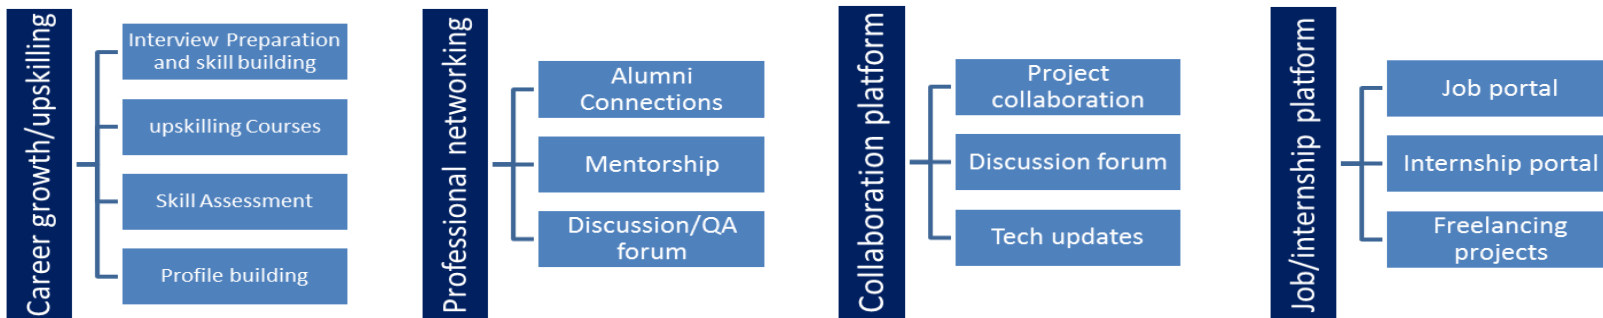 Career growth/upskilling
Interview Preparation
and skill building
upskilling Courses
Skill Assessment
Profile building
Professional networking
Alumni
Connections
Mentorship
Discussion/QA
forum
Collaboration platform
Project
collaboration
Discussion forum
Tech updates
Job/internship platform
Job portal
Internship portal
Freelancing
projects